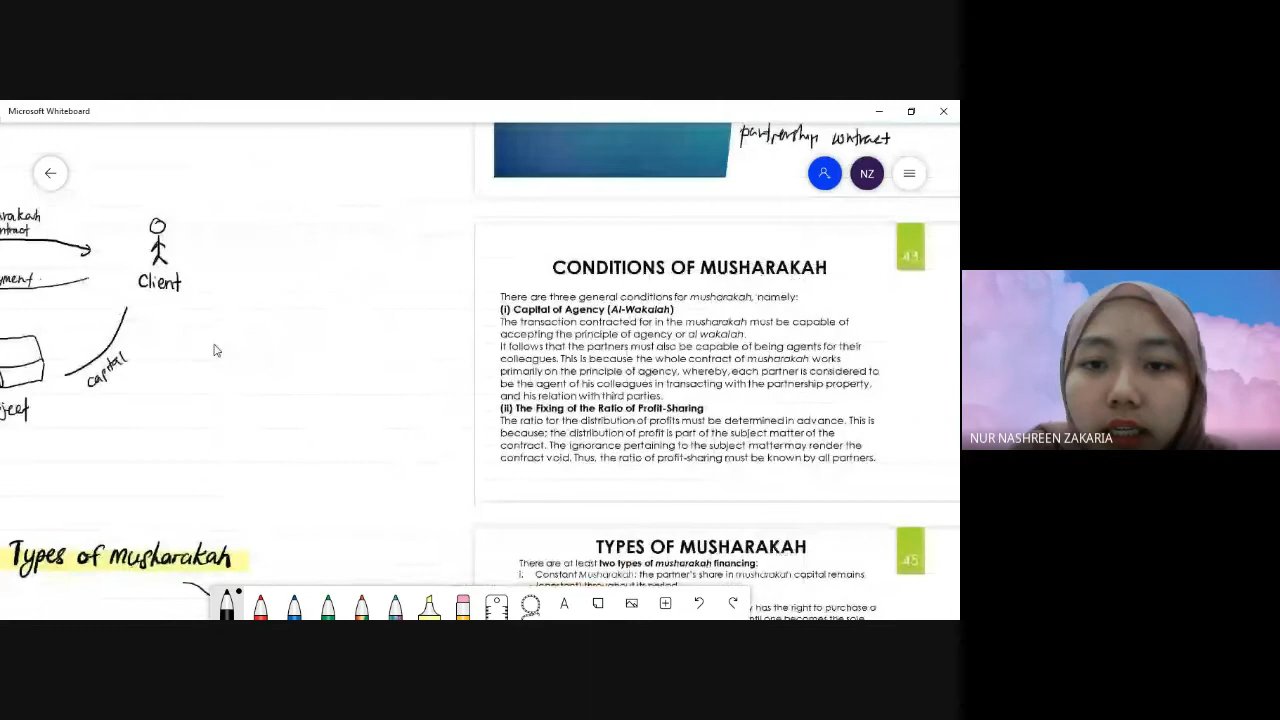 Microsoft Whiteboard
partnership contract
NZ
Client
capital
CONDITIONS OF MUSHARAKAH
There are three general conditions for musharakah, namely:
(i) Capital of Agency (Al-Wakalah)
The transaction contracted for in the musharakah must be capable of
accepting the principle of agency or al wakalah.
It follows that the partners must also be capable of being agents for their
colleagues. This is because the whole contract of musharakah works
primarily on the principle of agency, whereby, each partner is considered to
be the agent of his colleagues in transacting with the partnership property,
and his relation with third parties.
(ii) The Fixing of the Ratio of Profit-Sharing
The ratio for the distribution of profits must be determined in advance. This is
because; the distribution of profit is part of the subject matter of the
contract. The ignorance pertaining to the subject matter may render the
contract void. Thus, the ratio of profit-sharing must be known by all partners.
NUR NASHREEN ZAKARIA
Types of musharakah
TYPES OF MUSHARAKAH
45
There are at least two types of musharakah financing:
i. Constant Musharakah: the partner's share in musharakah capital remains
has the right to purchase a
A